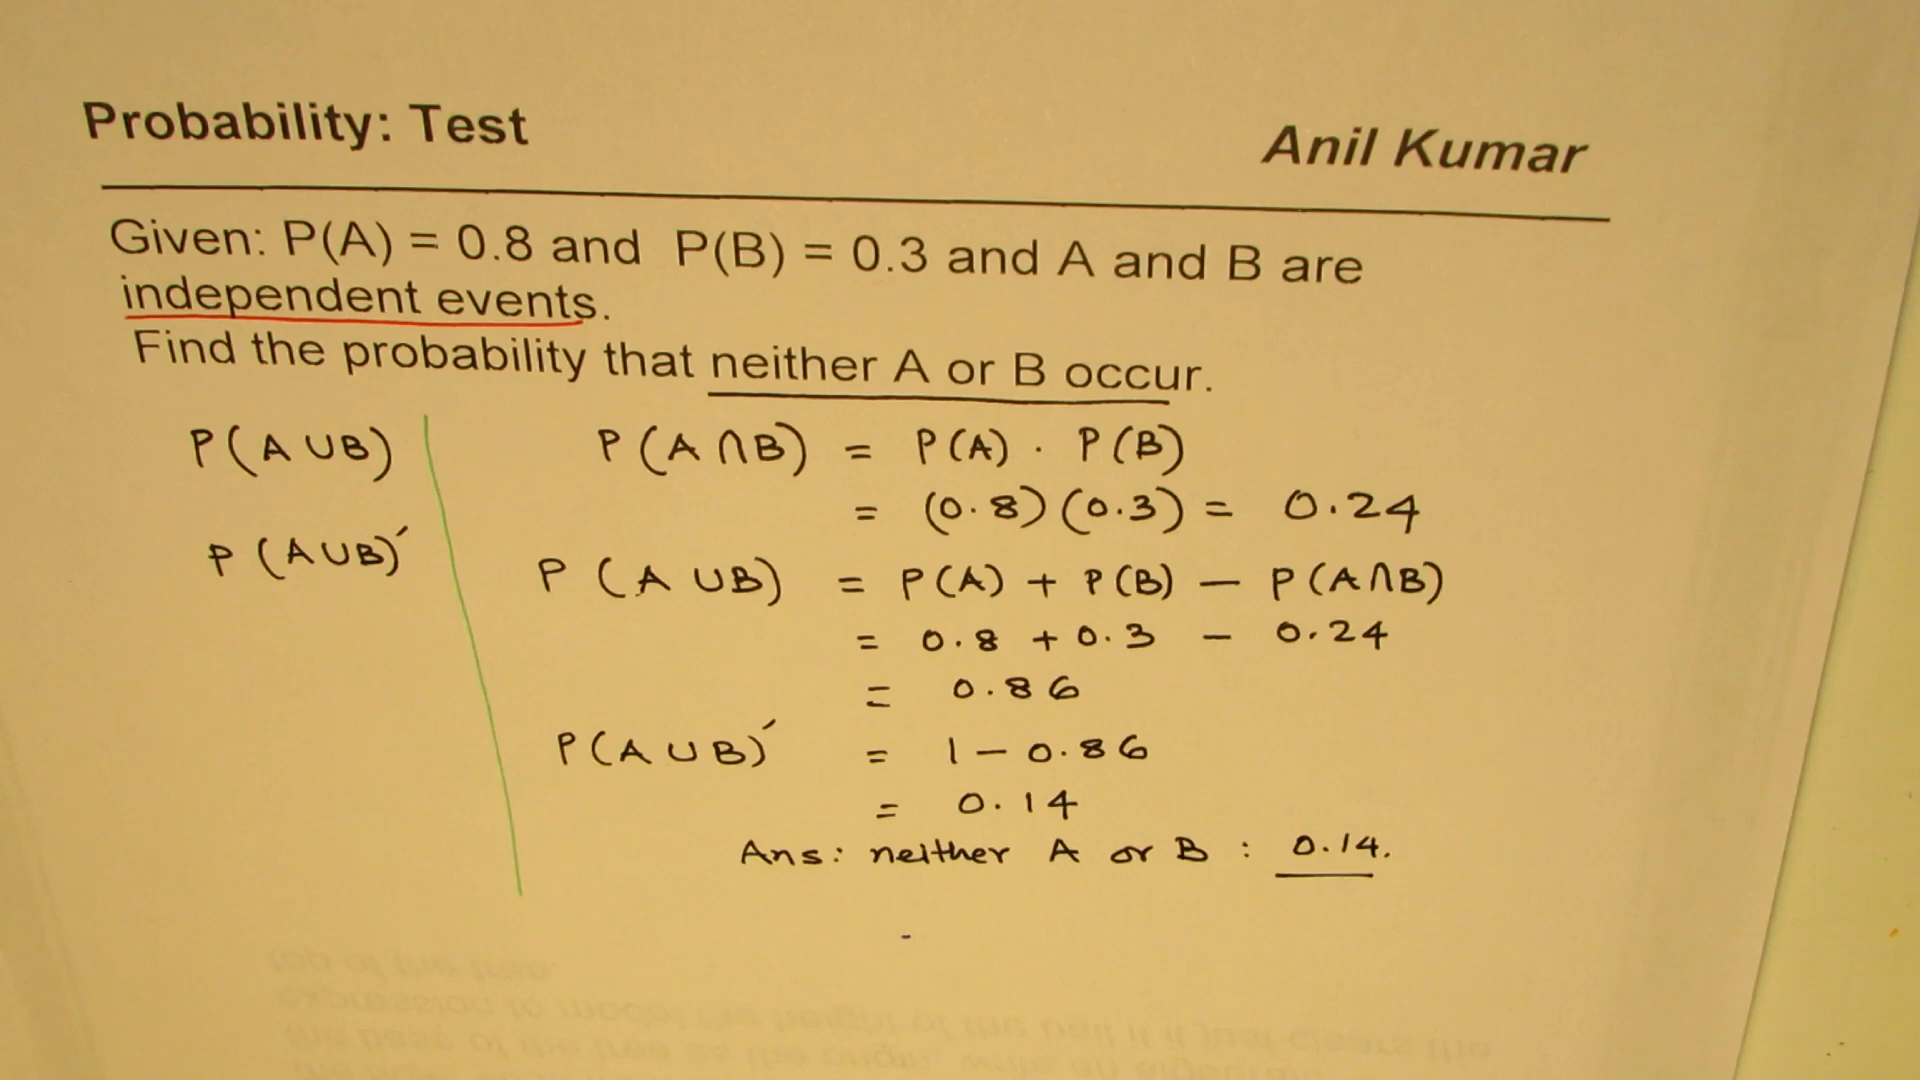 Probability: Test
Anil Kumar
Given: P(A) = 0.8 and P(B) = 0.3 and A and B are
independent events.
Find the probability that neither A or B occur.
P(A∪B)
P(A∪B)′
P(A∩B) = P(A) · P(B)
= (0.8)(0.3) = 0.24
P(A∪B) = P(A) + P(B) − P(A∩B)
= 0.8 + 0.3 − 0.24
= 0.86
P(A∪B)′ = 1 − 0.86
= 0.14
Ans: neither A or B : 0.14.